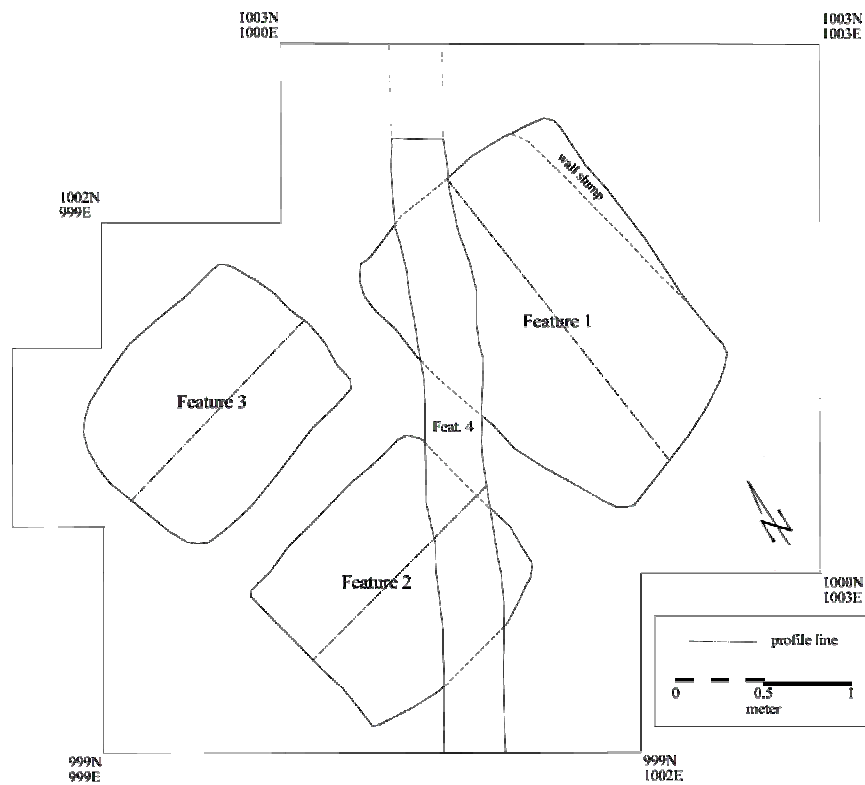 1003N
1000E
1003N
1003E
wall slump
1002N
999E
Feature 1
Feature 3
Feat. 4
Feature 2
N
1000N
1003E
profile line
0 0.5 1
meter
999N
999E
999N
1002E